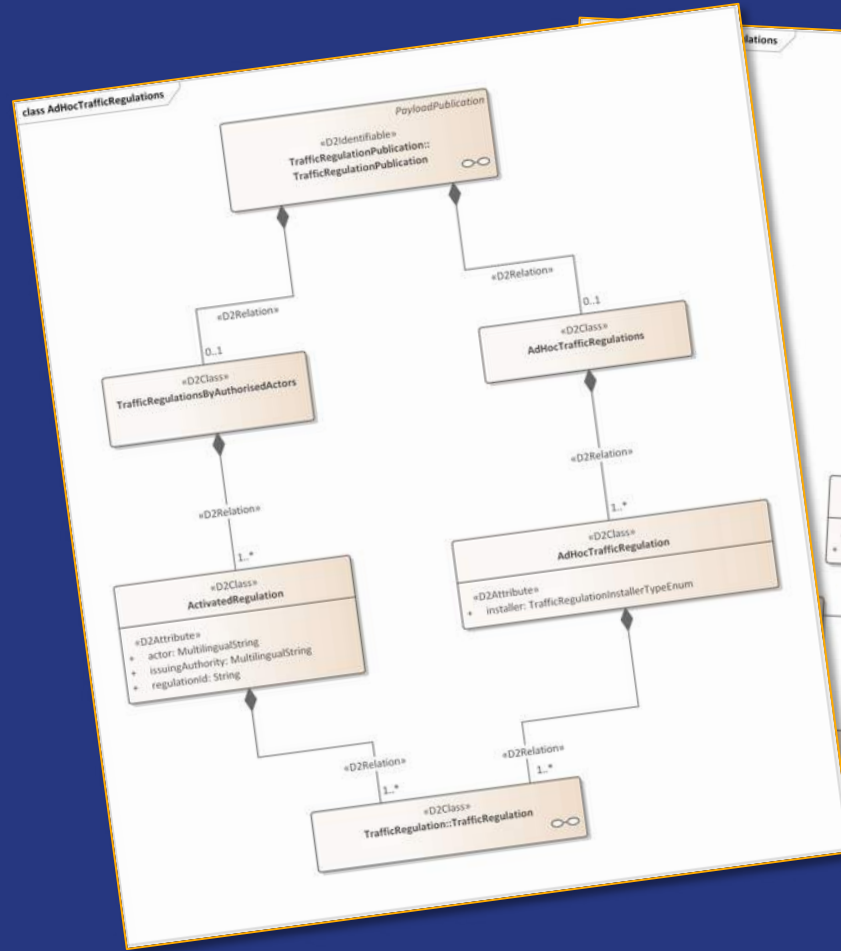 class AdHocTrafficRegulations
PayloadPublication
«D2Identifiable»
TrafficRegulationPublication::
TrafficRegulationPublication
«D2Relation»
0..1
«D2Relation»
0..1
«D2Class»
TrafficRegulationsByAuthorisedActors
«D2Class»
AdHocTrafficRegulations
«D2Relation»
1..*
«D2Relation»
1..*
«D2Class»
ActivatedRegulation
«D2Attribute»
+ actor: MultilingualString
+ issuingAuthority: MultilingualString
+ regulationId: String
«D2Class»
AdHocTrafficRegulation
«D2Attribute»
+ installer: TrafficRegulationInstallerTypeEnum
«D2Relation»
1..*
«D2Relation»
1..*
«D2Class»
TrafficRegulation::TrafficRegulation
lations
+